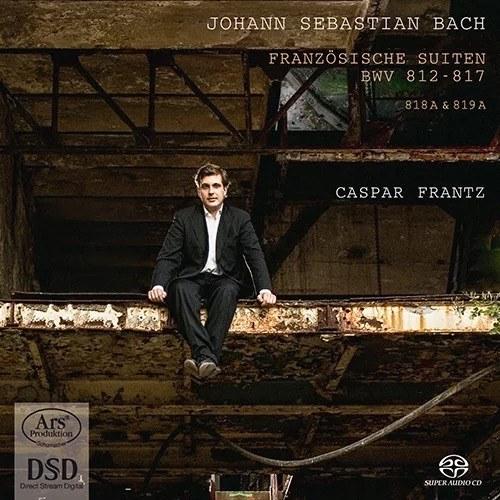 JOHANN SEBASTIAN BACH
FRANZÖSISCHE SUITEN
BWV 812-817
818A & 819A
CASPAR FRANTZ
Ars
Produktion
Schumacher
DSD
Direct Stream Digital
SUPER AUDIO CD